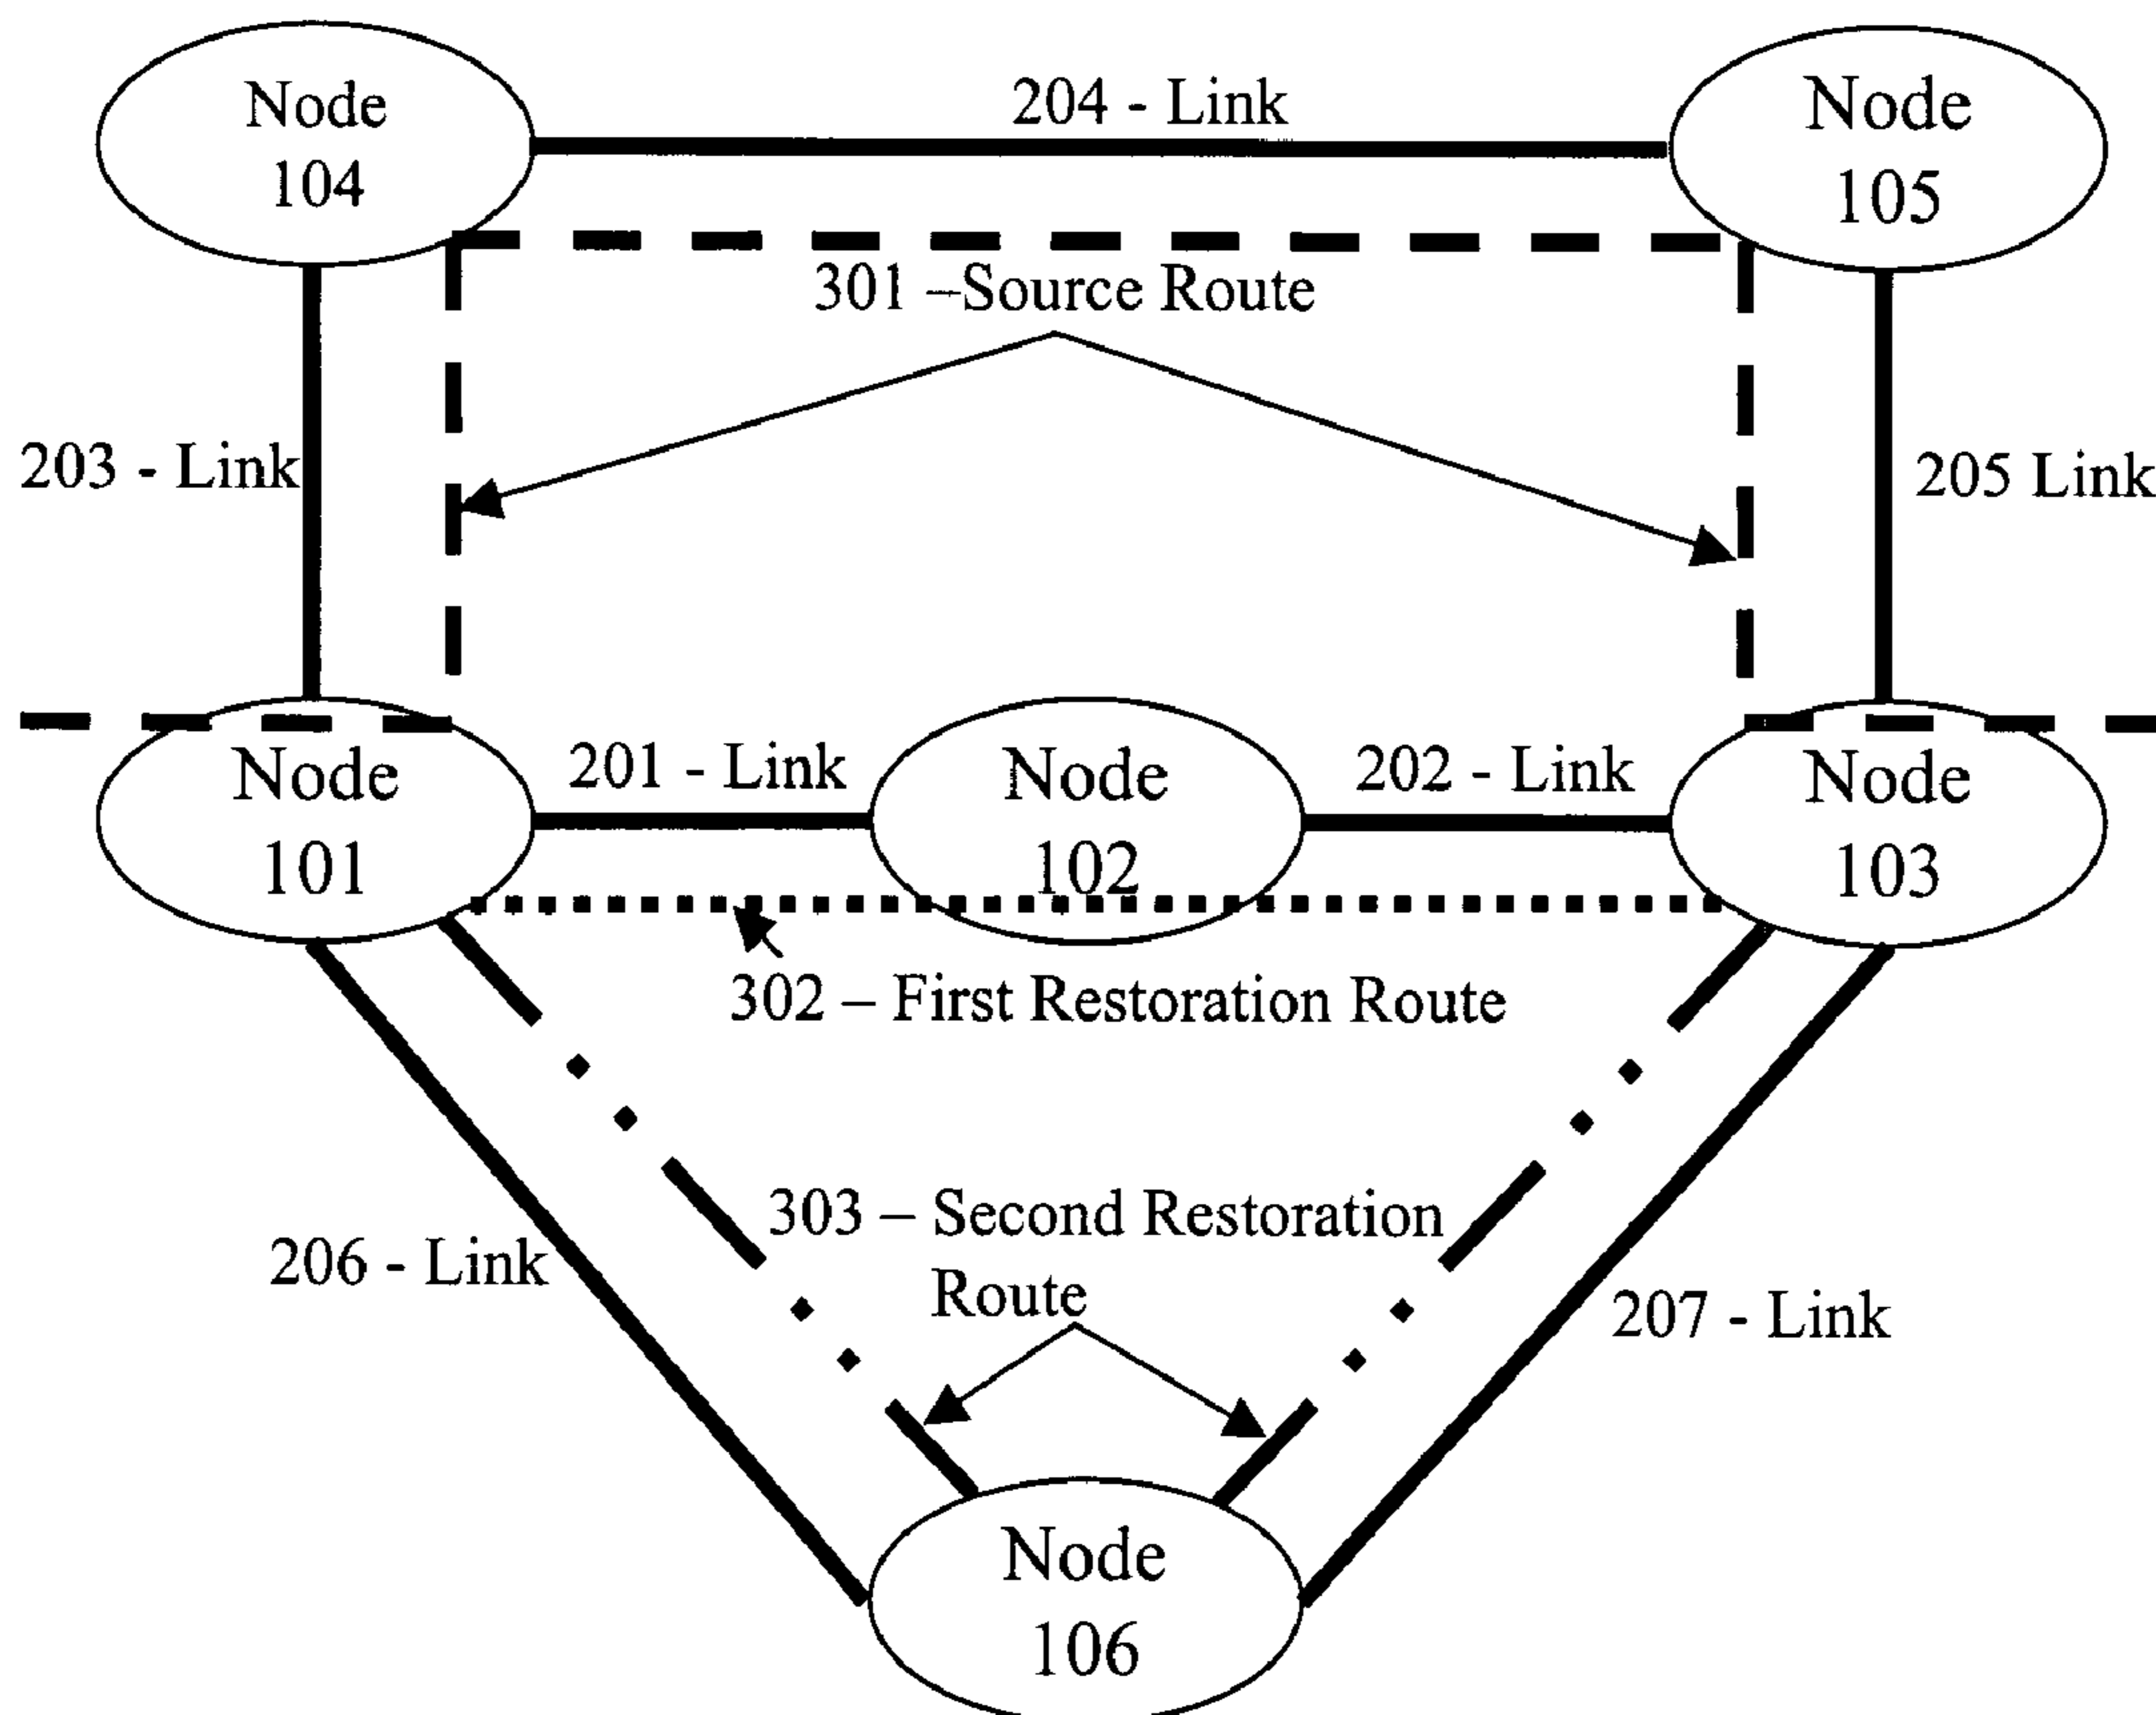 Node
104
204 - Link
Node
105
301 –Source Route
203 - Link
205 Link
Node
101
201 - Link
Node
102
202 - Link
Node
103
302 – First Restoration Route
303 – Second Restoration
Route
206 - Link
207 - Link
Node
106